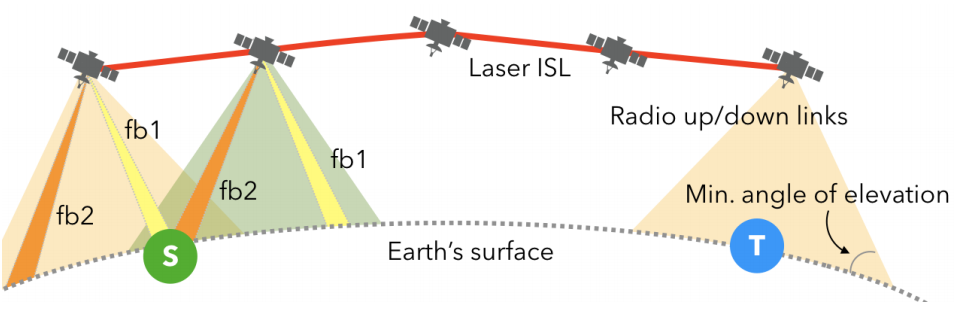 Laser ISL
Radio up/down links
fb1
fb1
fb2
fb2
Min. angle of elevation
S
T
Earth's surface